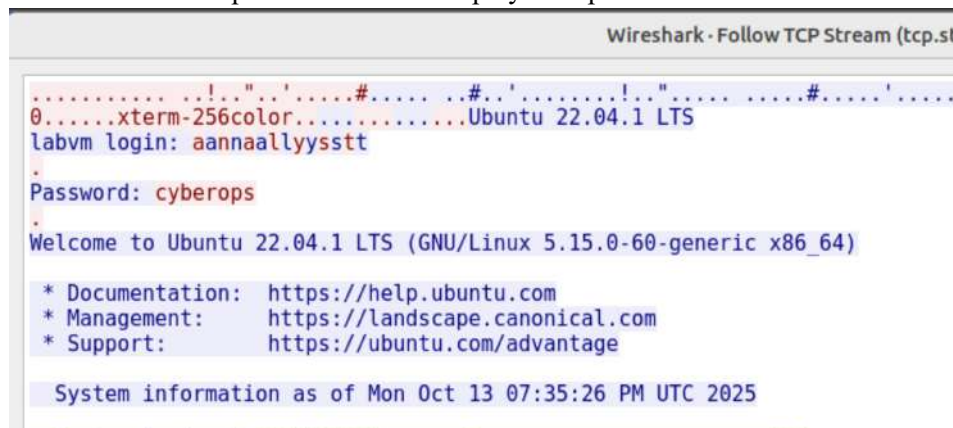 Wireshark · Follow TCP Stream (tcp.st
........... ..!.."..'.....#..... ..#..'........!.."..... .....#.....'.....
0......xterm-256color..............Ubuntu 22.04.1 LTS
labvm login: aannaallyysstt
.
Password: cyberops
.
Welcome to Ubuntu 22.04.1 LTS (GNU/Linux 5.15.0-60-generic x86_64)
* Documentation: https://help.ubuntu.com
* Management: https://landscape.canonical.com
* Support: https://ubuntu.com/advantage
System information as of Mon Oct 13 07:35:26 PM UTC 2025